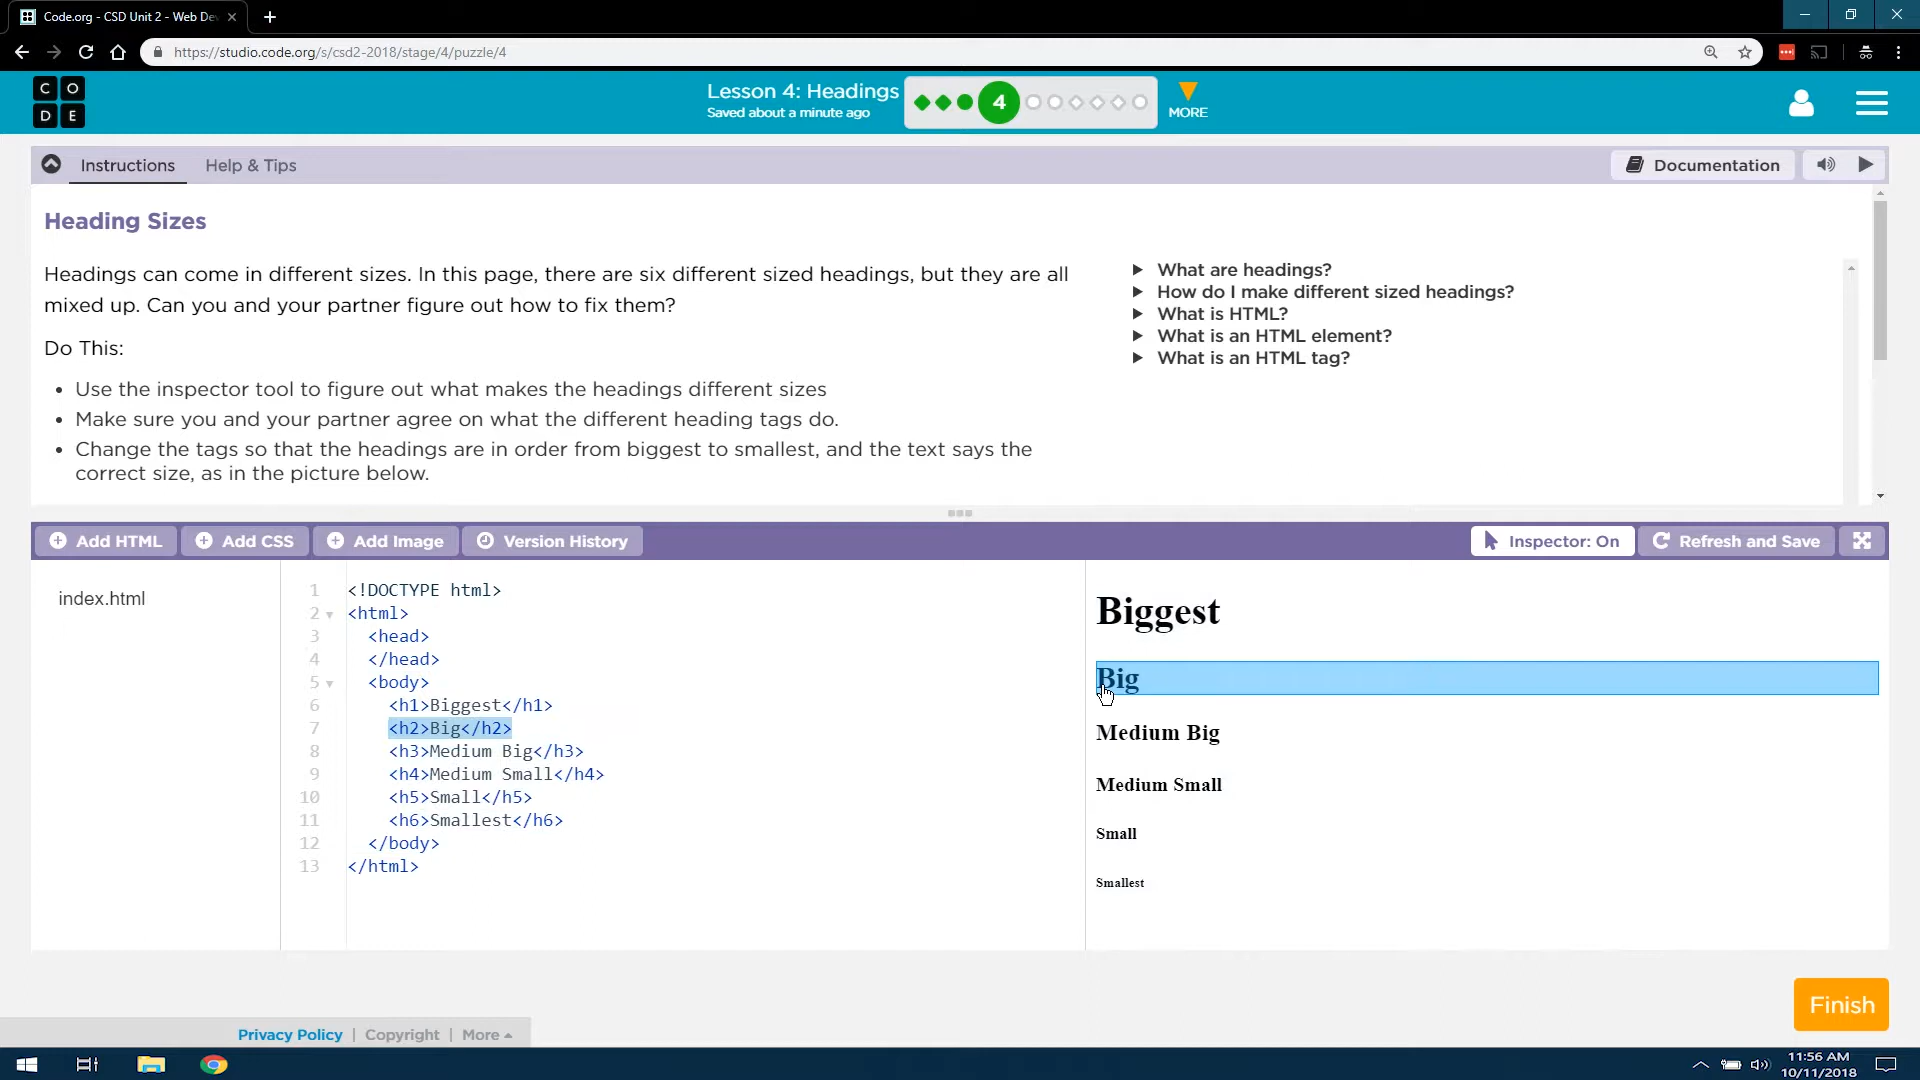 Code.org - CSD Unit 2 - Web De
https://studio.code.org/s/csd2-2018/stage/4/puzzle/4
C O
D E
Lesson 4: Headings
Saved about a minute ago
4
MORE
Instructions
Help & Tips
Documentation
Heading Sizes
Headings can come in different sizes. In this page, there are six different sized headings, but they are all
mixed up. Can you and your partner figure out how to fix them?
Do This:
Use the inspector tool to figure out what makes the headings different sizes
Make sure you and your partner agree on what the different heading tags do.
Change the tags so that the headings are in order from biggest to smallest, and the text says the
correct size, as in the picture below.
What are headings?
How do I make different sized headings?
What is HTML?
What is an HTML element?
What is an HTML tag?
Add HTML
Add CSS
Add Image
Version History
Inspector: On
Refresh and Save
index.html
1 <!DOCTYPE html>
2 <html>
3 <head>
4 </head>
5 <body>
6 <h1>Biggest</h1>
7 <h2>Big</h2>
8 <h3>Medium Big</h3>
9 <h4>Medium Small</h4>
10 <h5>Small</h5>
11 <h6>Smallest</h6>
12 </body>
13 </html>
Biggest
Big
Medium Big
Medium Small
Small
Smallest
Finish
Privacy Policy | Copyright | More
11:56 AM
10/11/2018